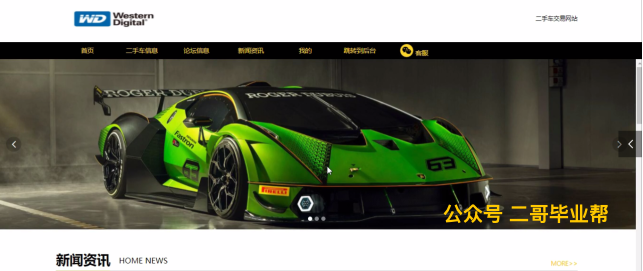 WD Western Digital
二手车交易网站
首页 二手车信息 论坛信息 新闻资讯 我的 跳转到后台 客服
ROGER DUBUIS ROGER DUBUIS
63 63
PIRELLI
公众号 二哥毕业帮
新闻资讯 HOME NEWS MORE>>